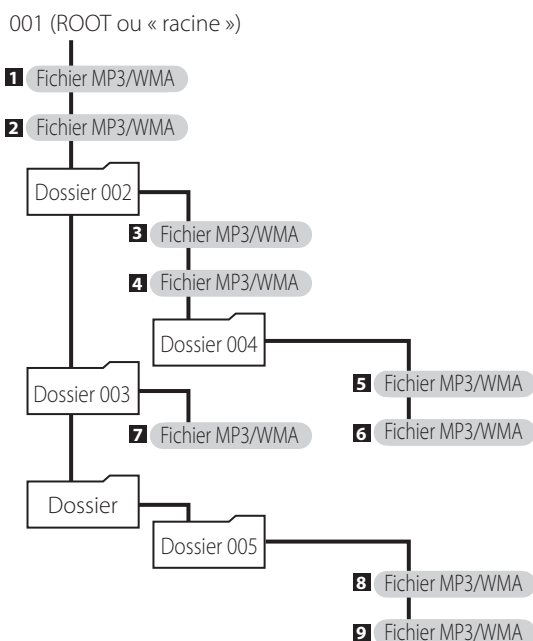 001 (ROOT ou « racine »)
1 Fichier MP3/WMA
2 Fichier MP3/WMA
Dossier 002
3 Fichier MP3/WMA
4 Fichier MP3/WMA
Dossier 004
5 Fichier MP3/WMA
6 Fichier MP3/WMA
Dossier 003
7 Fichier MP3/WMA
Dossier
Dossier 005
8 Fichier MP3/WMA
9 Fichier MP3/WMA